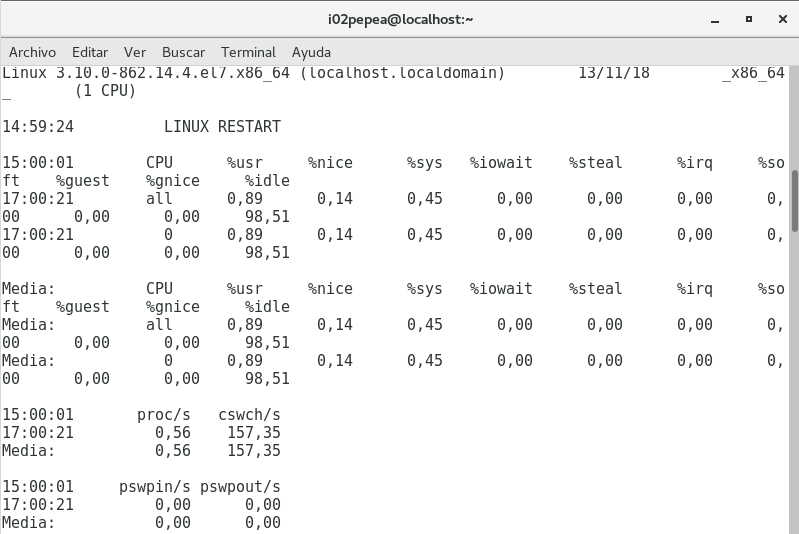 i02pepea@localhost:~
Archivo Editar Ver Buscar Terminal Ayuda
Linux 3.10.0-862.14.4.el7.x86_64 (localhost.localdomain)        13/11/18        _x86_64
_       (1 CPU)
14:59:24          LINUX RESTART
15:00:01        CPU      %usr     %nice      %sys   %iowait    %steal      %irq     %so
ft    %guest    %gnice     %idle
17:00:21        all      0,89      0,14      0,45      0,00      0,00      0,00      0,
00      0,00      0,00     98,51
17:00:21          0      0,89      0,14      0,45      0,00      0,00      0,00      0,
00      0,00      0,00     98,51
Media:          CPU      %usr     %nice      %sys   %iowait    %steal      %irq     %so
ft    %guest    %gnice     %idle
Media:          all      0,89      0,14      0,45      0,00      0,00      0,00      0,
00      0,00      0,00     98,51
Media:            0      0,89      0,14      0,45      0,00      0,00      0,00      0,
00      0,00      0,00     98,51
15:00:01       proc/s   cswch/s
17:00:21         0,56    157,35
Media:           0,56    157,35
15:00:01     pswpin/s pswpout/s
17:00:21         0,00      0,00
Media:           0,00      0,00